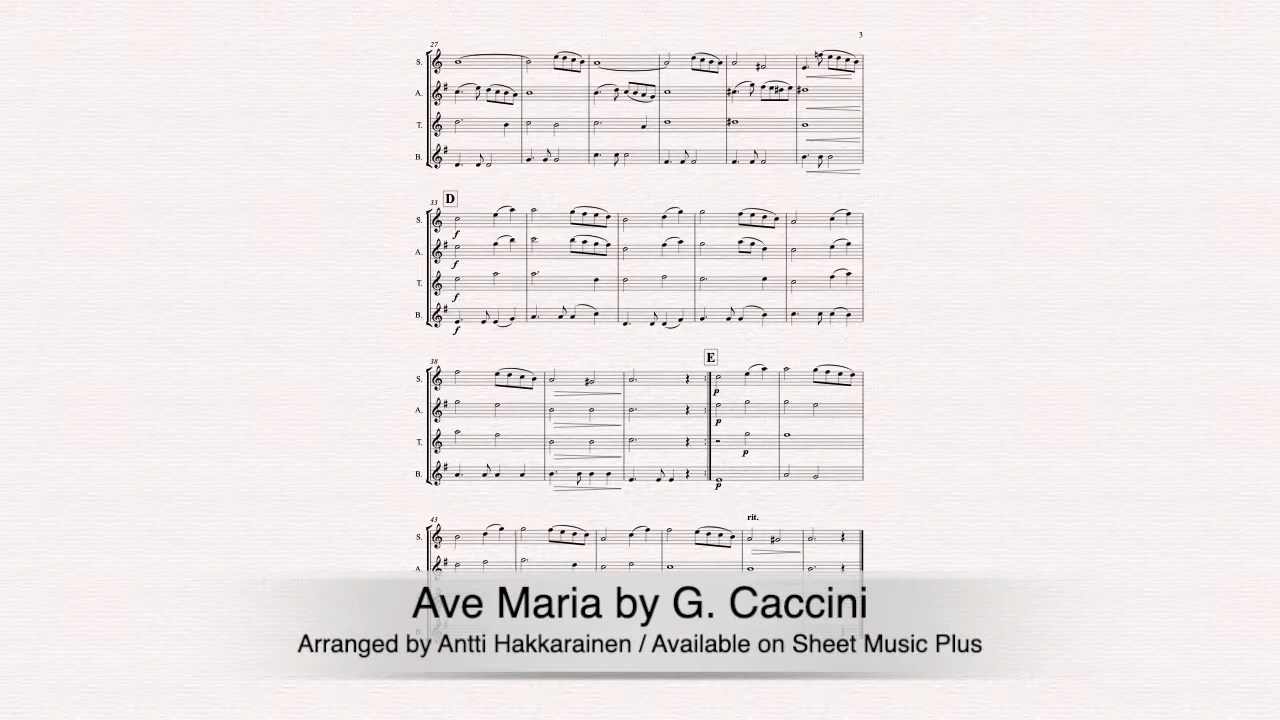 3
27
S.
A.
T.
B.
D
33
S.
f
A.
f
T.
f
B.
f
E
38
S.
p
A.
p
T.
p
B.
p
rit.
43
S.
A.
Ave Maria by G. Caccini
Arranged by Antti Hakkarainen / Available on Sheet Music Plus